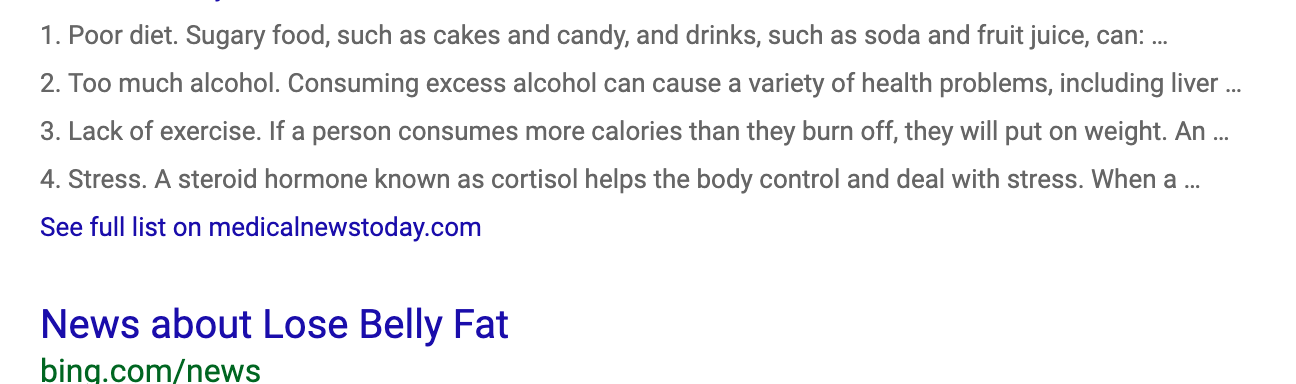 1. Poor diet. Sugary food, such as cakes and candy, and drinks, such as soda and fruit juice, can: ...
2. Too much alcohol. Consuming excess alcohol can cause a variety of health problems, including liver ...
3. Lack of exercise. If a person consumes more calories than they burn off, they will put on weight. An ...
4. Stress. A steroid hormone known as cortisol helps the body control and deal with stress. When a ...
See full list on medicalnewstoday.com
News about Lose Belly Fat
bing.com/news